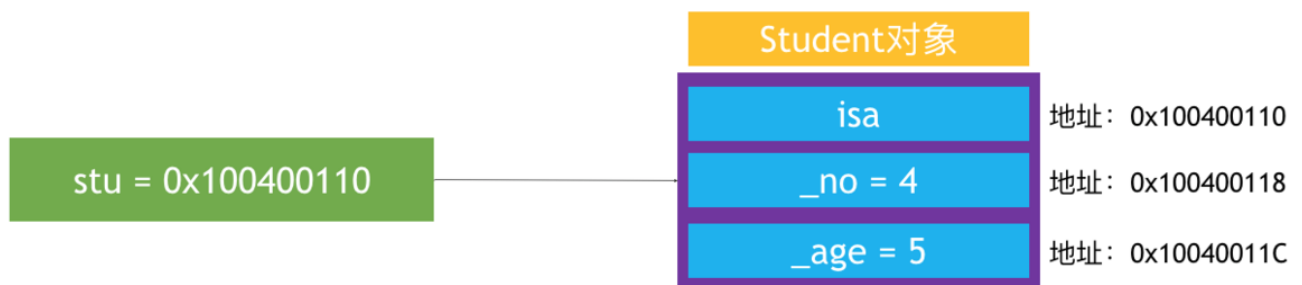 Student对象
isa
地址：0x100400110
stu = 0x100400110
_no = 4
地址：0x100400118
_age = 5
地址：0x10040011C